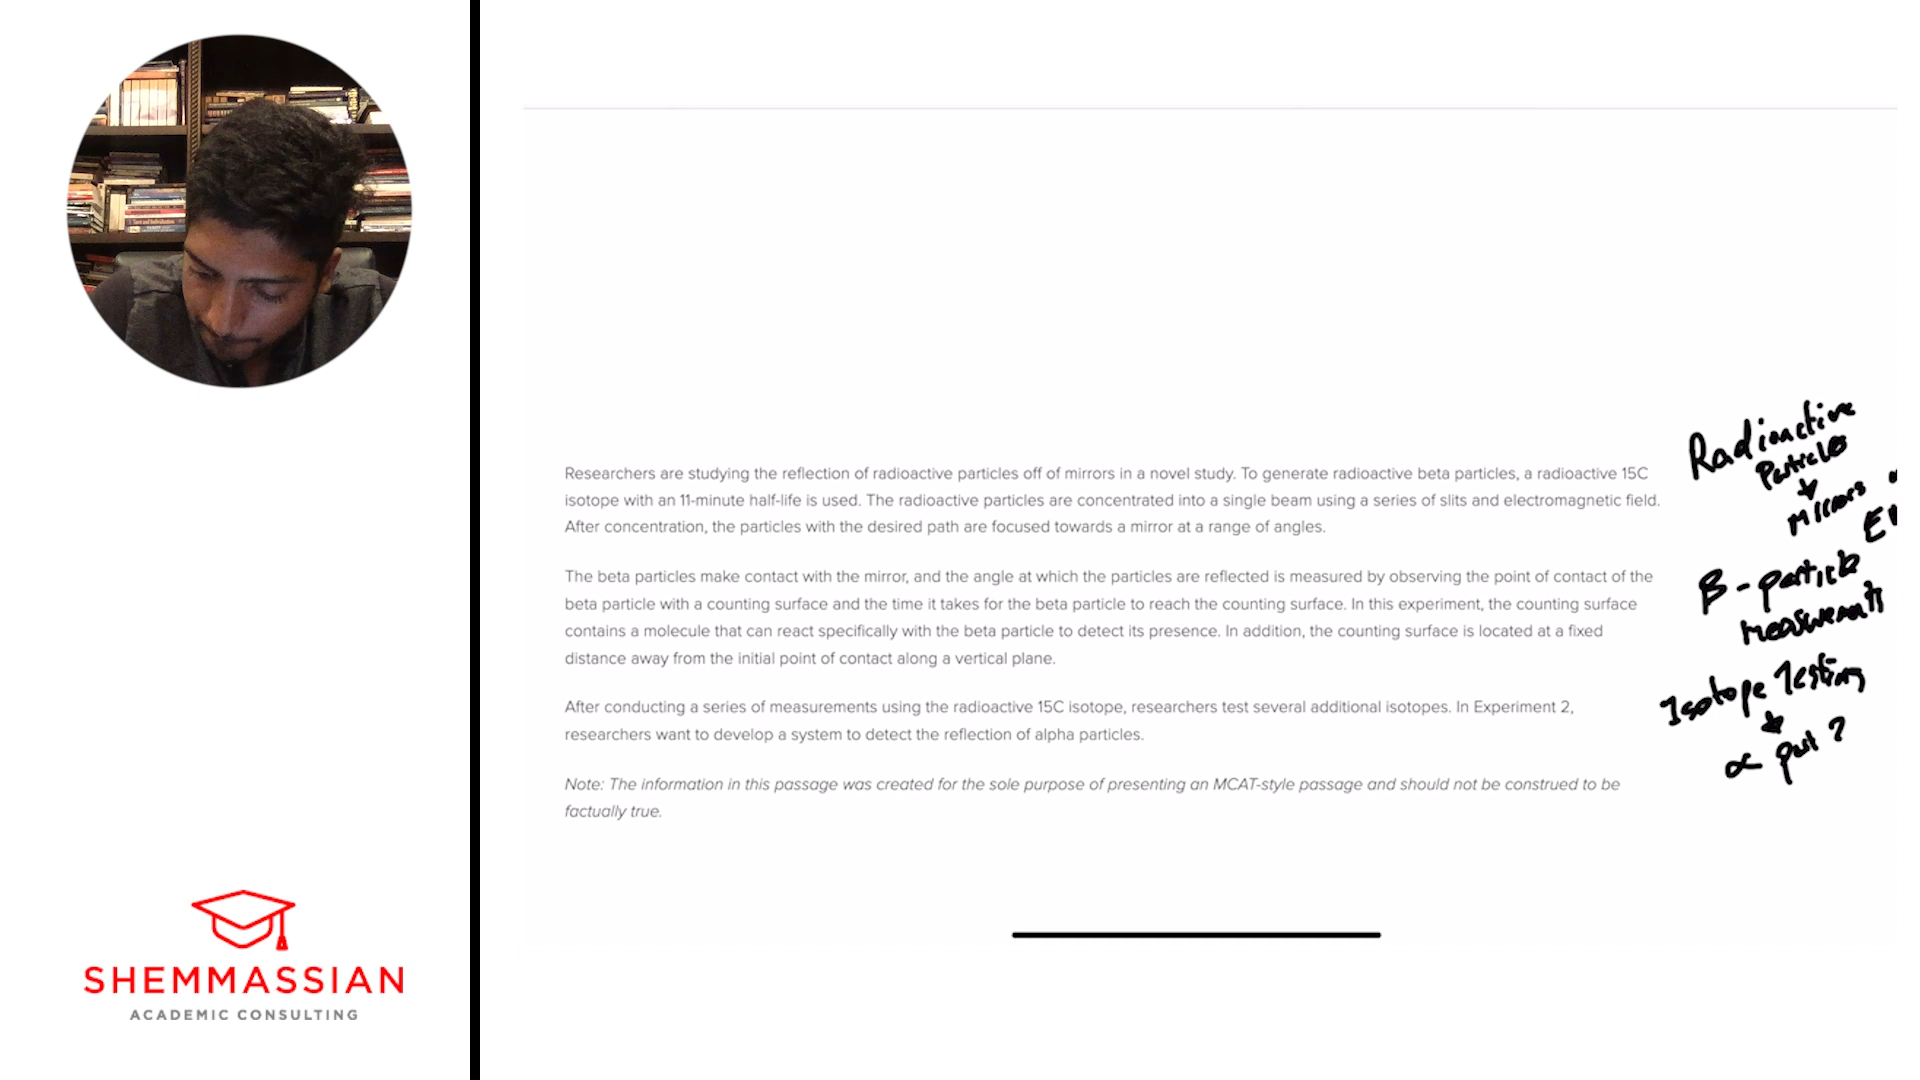 Researchers are studying the reflection of radioactive particles off of mirrors in a novel study. To generate radioactive beta particles, a radioactive 15C
isotope with an 11-minute half-life is used. The radioactive particles are concentrated into a single beam using a series of slits and electromagnetic field.
After concentration, the particles with the desired path are focused towards a mirror at a range of angles.
The beta particles make contact with the mirror, and the angle at which the particles are reflected is measured by observing the point of contact of the
beta particle with a counting surface and the time it takes for the beta particle to reach the counting surface. In this experiment, the counting surface
contains a molecule that can react specifically with the beta particle to detect its presence. In addition, the counting surface is located at a fixed
distance away from the initial point of contact along a vertical plane.
After conducting a series of measurements using the radioactive 15C isotope, researchers test several additional isotopes. In Experiment 2,
researchers want to develop a system to detect the reflection of alpha particles.
Note: The information in this passage was created for the sole purpose of presenting an MCAT-style passage and should not be construed to be
factually true.
Radioactive
Particles
↓
Mirrors
β-particle
Measurements
Isotope Testing
↓
α part ?
SHEMMASSIAN
ACADEMIC CONSULTING